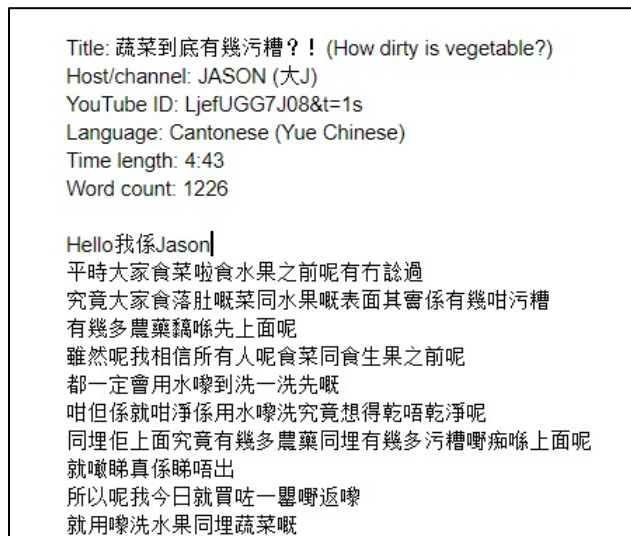 Title: 蔬菜到底有幾污糟？！ (How dirty is vegetable?)
Host/channel: JASON (大J)
YouTube ID: LjefUGG7J08&t=1s
Language: Cantonese (Yue Chinese)
Time length: 4:43
Word count: 1226
Hello我係Jason
平時大家食菜啦食水果之前呢有冇諗過
究竟大家食落肚嘅菜同水果嘅表面其實係有幾咁污糟
有幾多農藥黐喺先上面呢
雖然呢我相信所有人呢食菜同食生果之前呢
都一定會用水嚟到洗一洗先嘅
咁但係就咁淨係用水嚟洗究竟想得乾唔乾淨呢
同埋佢上面究竟有幾多農藥同埋有幾多污糟嘢痴喺上面呢
就噉睇真係睇唔出
所以呢我今日就買咗一罌嘢返嚟
就用嚟洗水果同埋蔬菜嘅